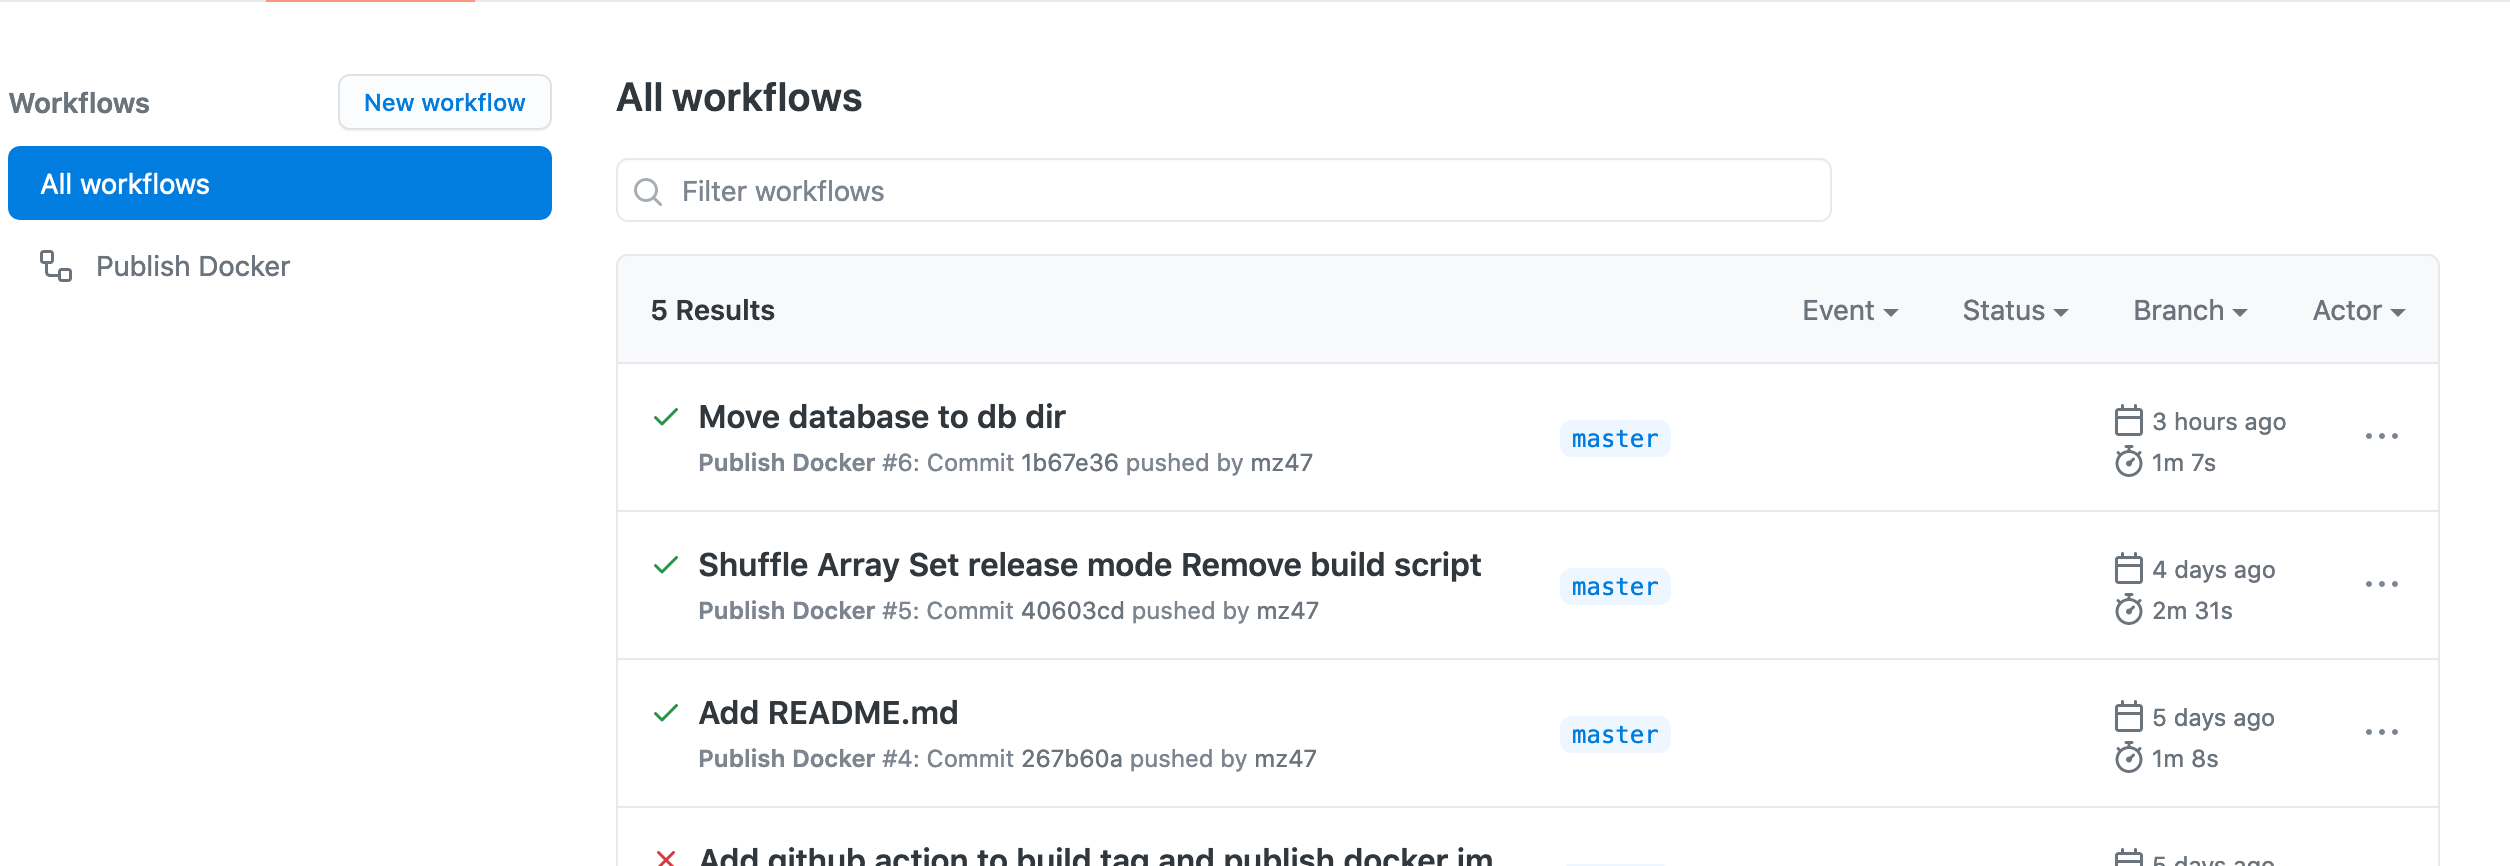 Workflows
New workflow
All workflows
Publish Docker
All workflows
Filter workflows
5 Results
Event
Status
Branch
Actor
Move database to db dir
Publish Docker #6: Commit 1b67e36 pushed by mz47
master
3 hours ago
1m 7s
Shuffle Array Set release mode Remove build script
Publish Docker #5: Commit 40603cd pushed by mz47
master
4 days ago
2m 31s
Add README.md
Publish Docker #4: Commit 267b60a pushed by mz47
master
5 days ago
1m 8s
Add github action to build tag and publish docker im
5 days ago